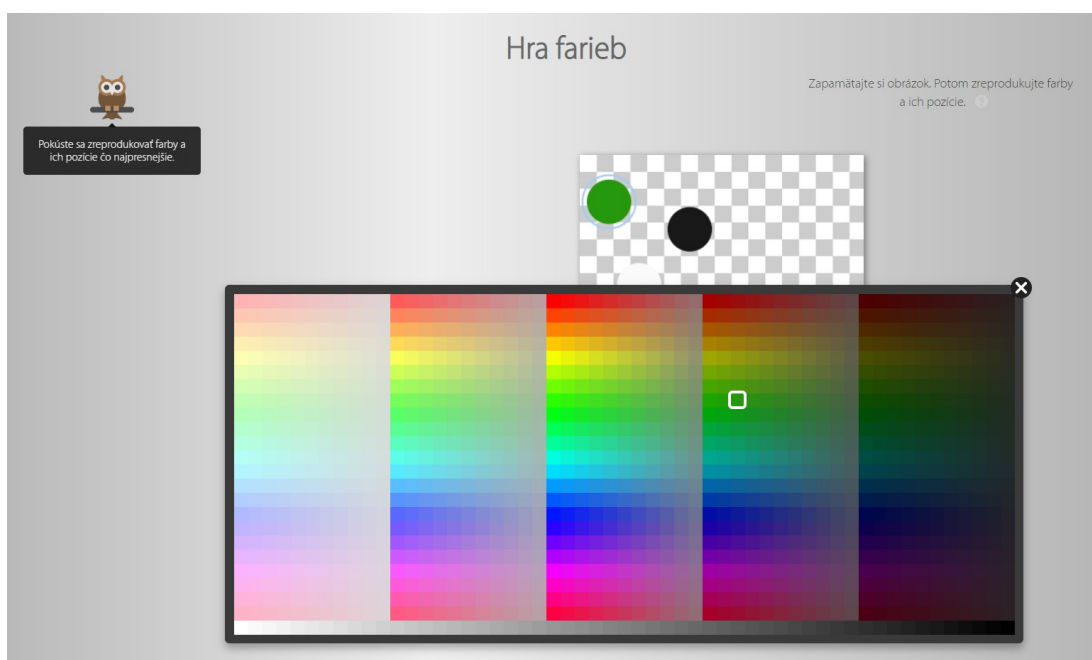 Hra farieb
Zapamätajte si obrázok. Potom zreprodukujte farby
a ich pozície. ?
Pokúste sa zreprodukovať farby a
ich pozície čo najpresnejšie.